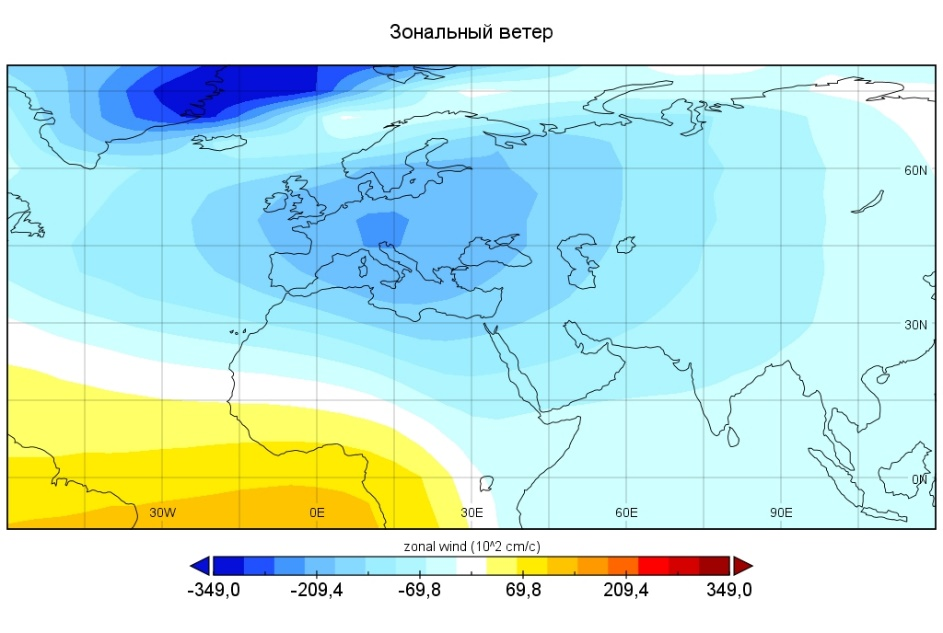 Зональный ветер
60N
30N
0N
30W 0E 30E 60E 90E
zonal wind (10^2 cm/c)
-349,0 -209,4 -69,8 69,8 209,4 349,0